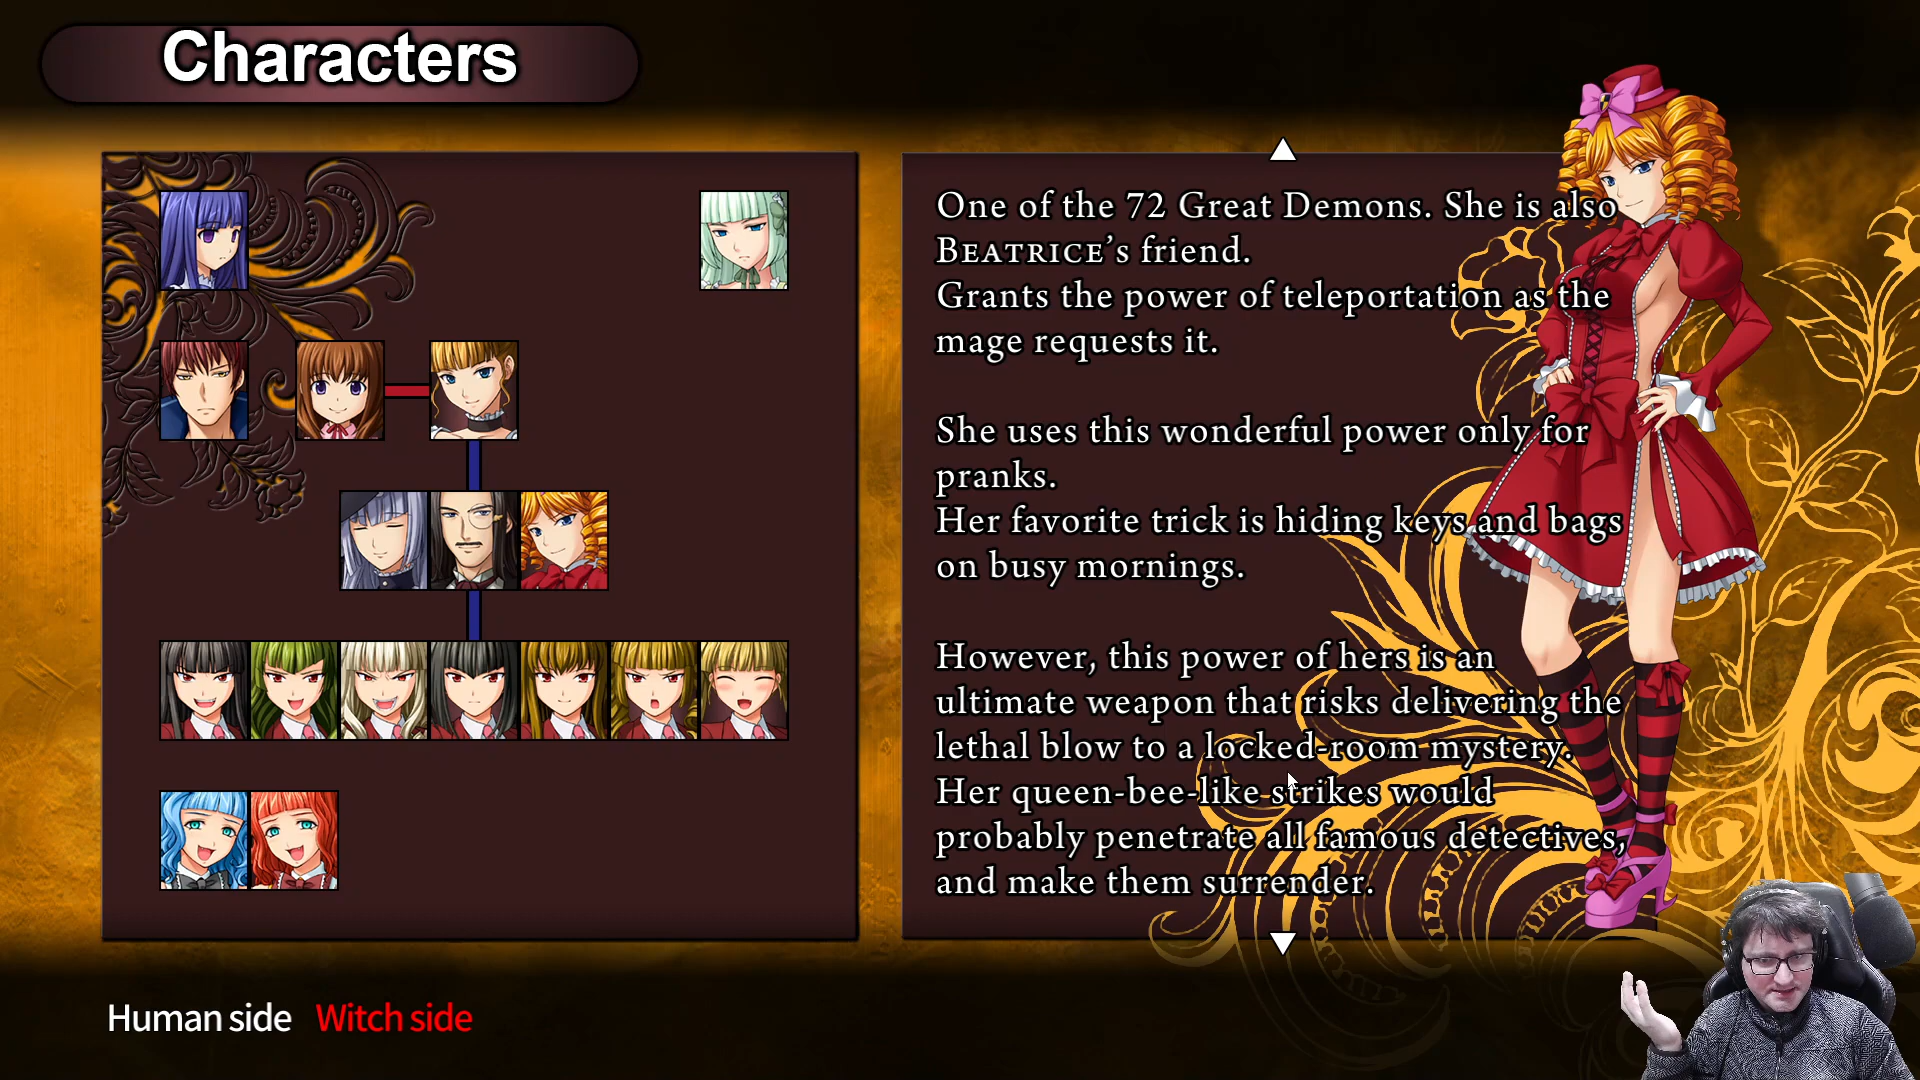 Characters
One of the 72 Great Demons. She is also
BEATRICE's friend.
Grants the power of teleportation as the
mage requests it.
She uses this wonderful power only for
pranks.
Her favorite trick is hiding keys and bags
on busy mornings.
However, this power of hers is an
ultimate weapon that risks delivering the
lethal blow to a locked-room mystery.
Her queen-bee-like strikes would
probably penetrate all famous detectives,
and make them surrender.
Human side Witch side